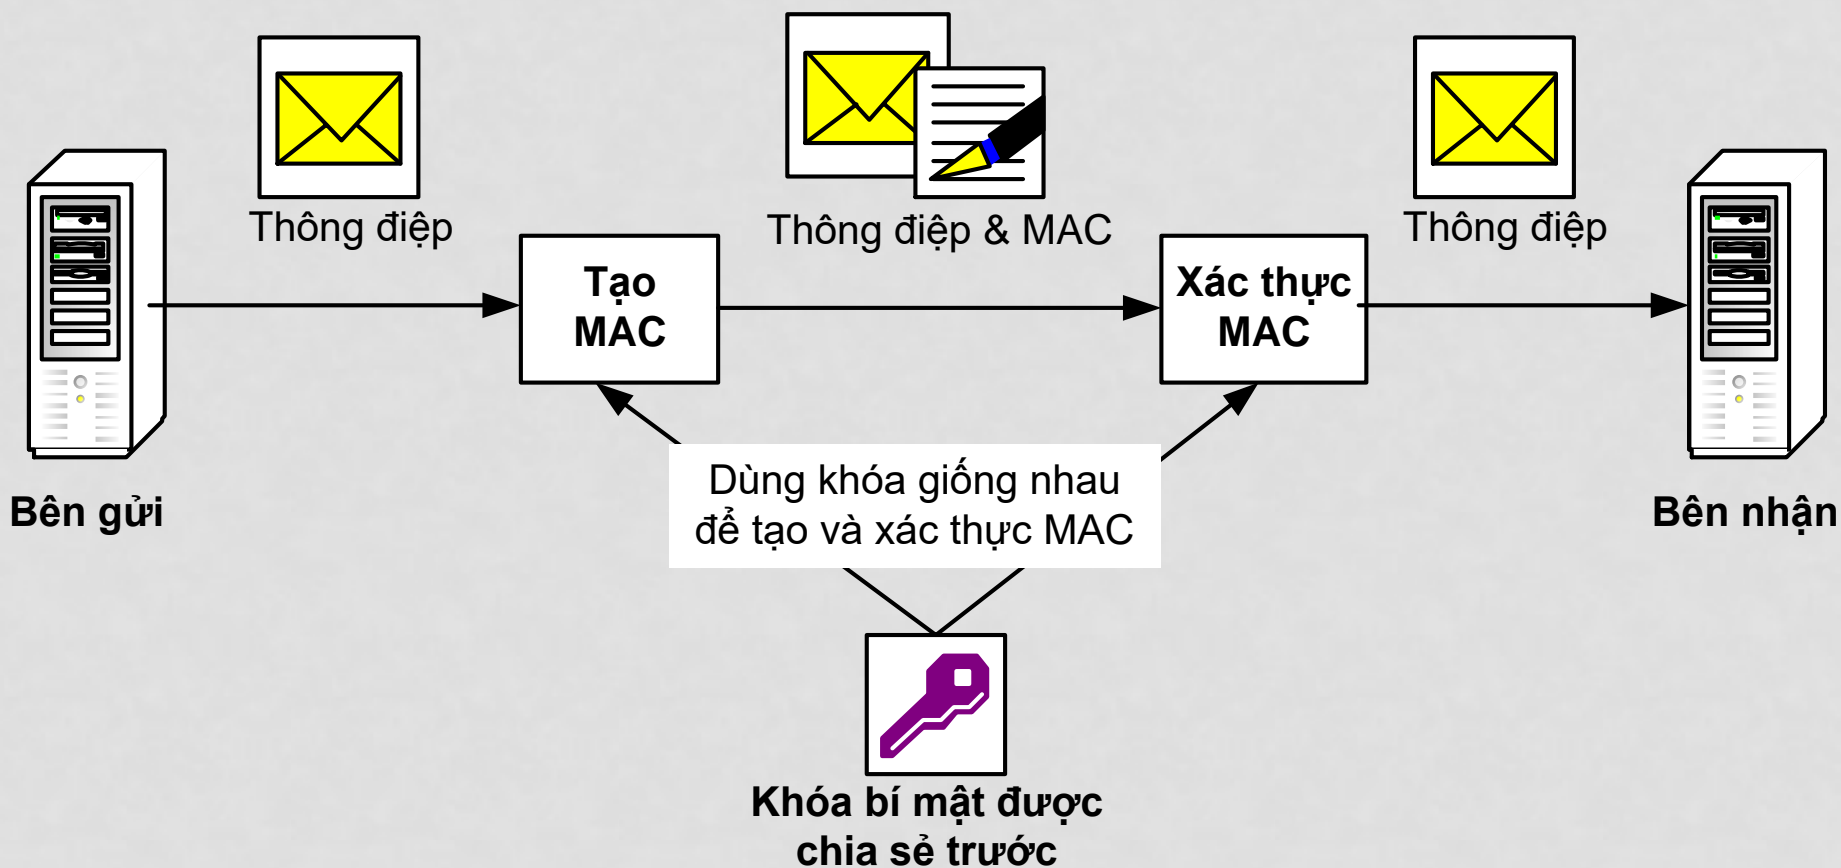 Thông điệp
Thông điệp & MAC
Thông điệp
Tạo
MAC
Xác thực
MAC
Bên gửi
Dùng khóa giống nhau
để tạo và xác thực MAC
Bên nhận
Khóa bí mật được
chia sẻ trước